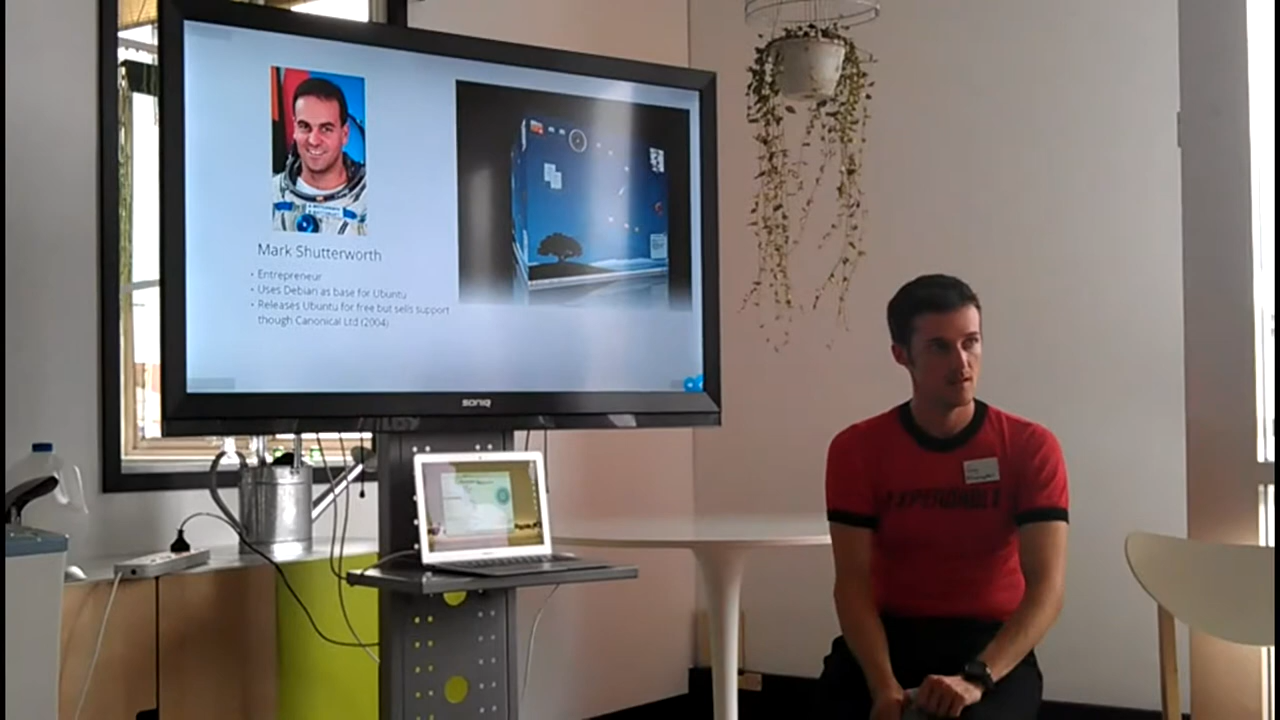 Mark Shutterworth
• Entrepreneur
• Uses Debian as base for Ubuntu
• Releases Ubuntu for free but sells support
though Canonical Ltd (2004)
SONIQ